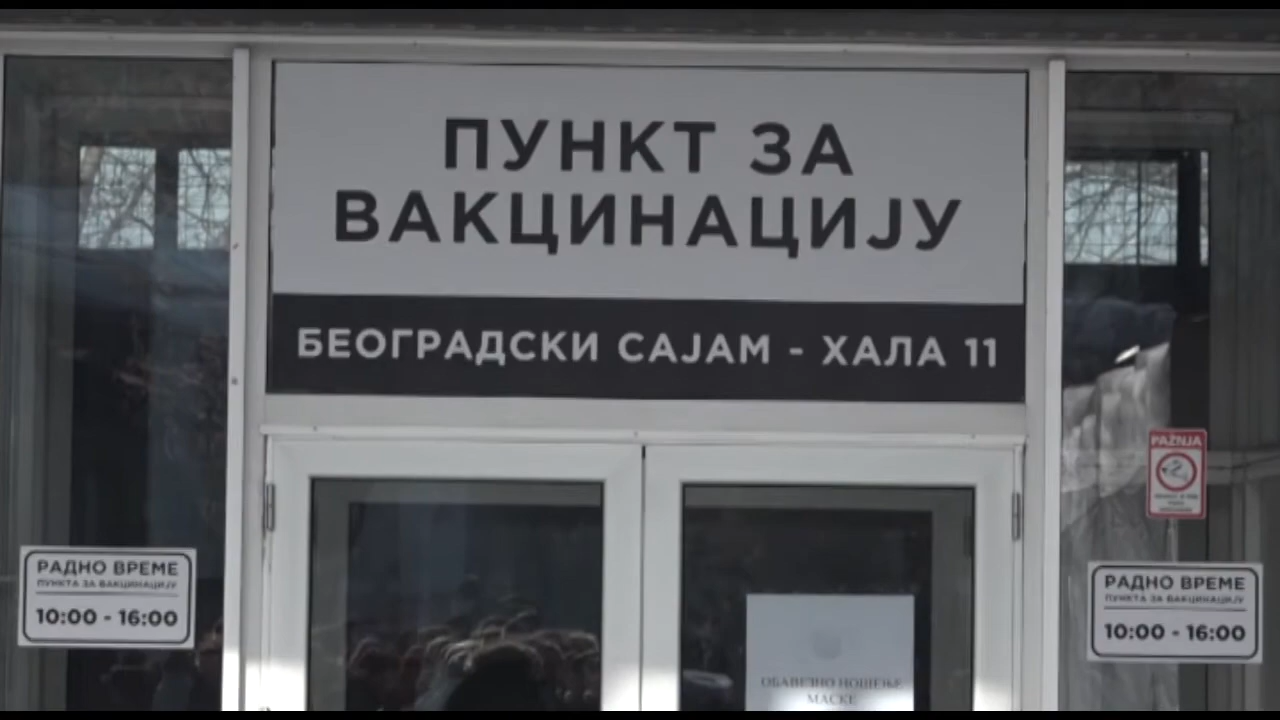 ПУНКТ ЗА
ВАКЦИНАЦИЈУ
БЕОГРАДСКИ САЈАМ - ХАЛА 11
PAŽNJA
РАДНО ВРЕМЕ
ПУНКТА ЗА ВАКЦИНАЦИЈУ
10:00 - 16:00
РАДНО ВРЕМЕ
ПУНКТА ЗА ВАКЦИНАЦИЈУ
10:00 - 16:00
ОБАВЕЗНО НОШЕЊЕ
МАСКЕ